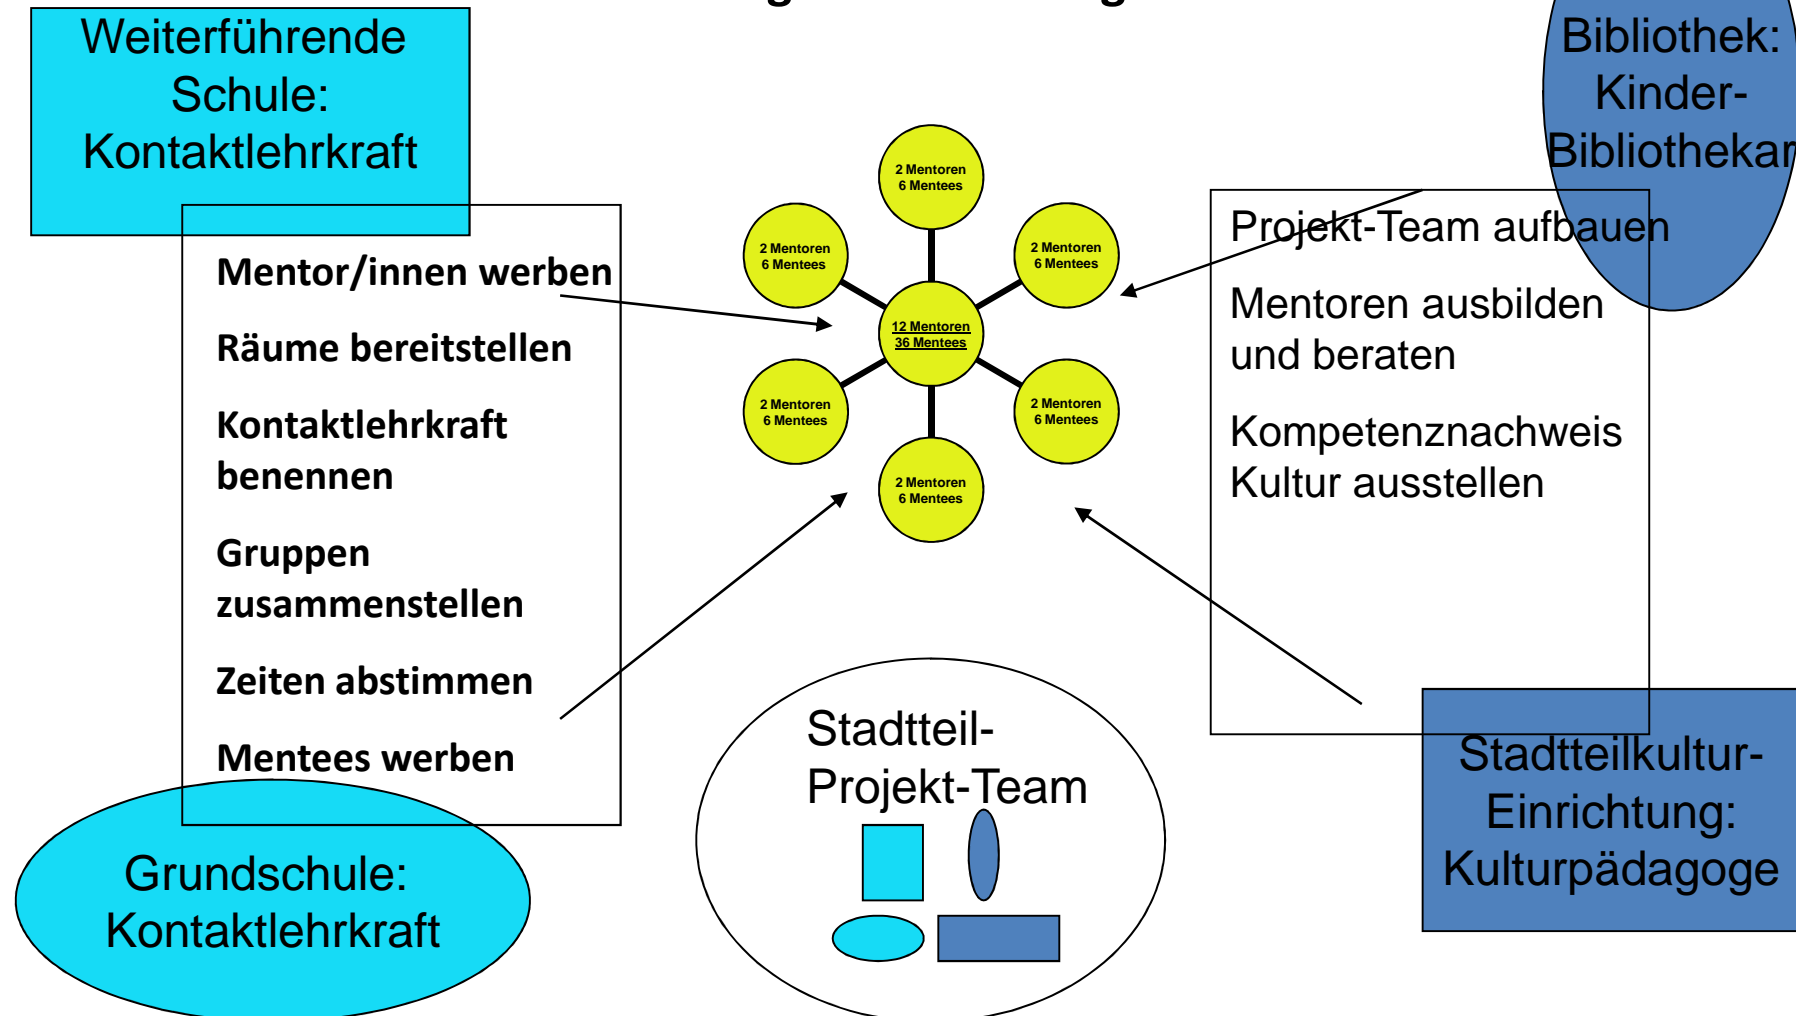 Weiterführende
Schule:
Kontaktlehrkraft
Mentor/innen werben
Räume bereitstellen
Kontaktlehrkraft
benennen
Gruppen
zusammenstellen
Zeiten abstimmen
Mentees werben
Grundschule:
Kontaktlehrkraft
2 Mentoren
6 Mentees
2 Mentoren
6 Mentees
2 Mentoren
6 Mentees
12 Mentoren
36 Mentees
2 Mentoren
6 Mentees
2 Mentoren
6 Mentees
2 Mentoren
6 Mentees
Stadtteil-
Projekt-Team
Bibliothek:
Kinder-
Bibliothekar
Projekt-Team aufbauen
Mentoren ausbilden
und beraten
Kompetenznachweis
Kultur ausstellen
Stadtteilkultur-
Einrichtung:
Kulturpädagoge